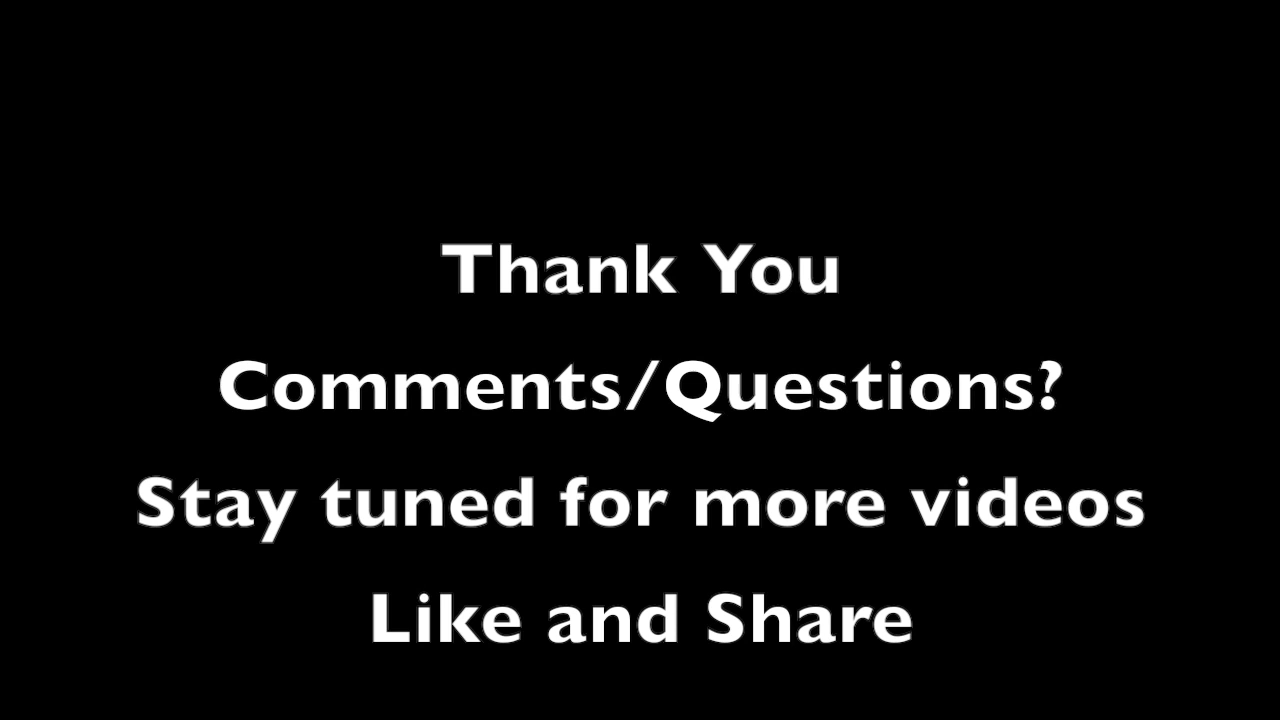 Thank You
Comments/Questions?
Stay tuned for more videos
Like and Share